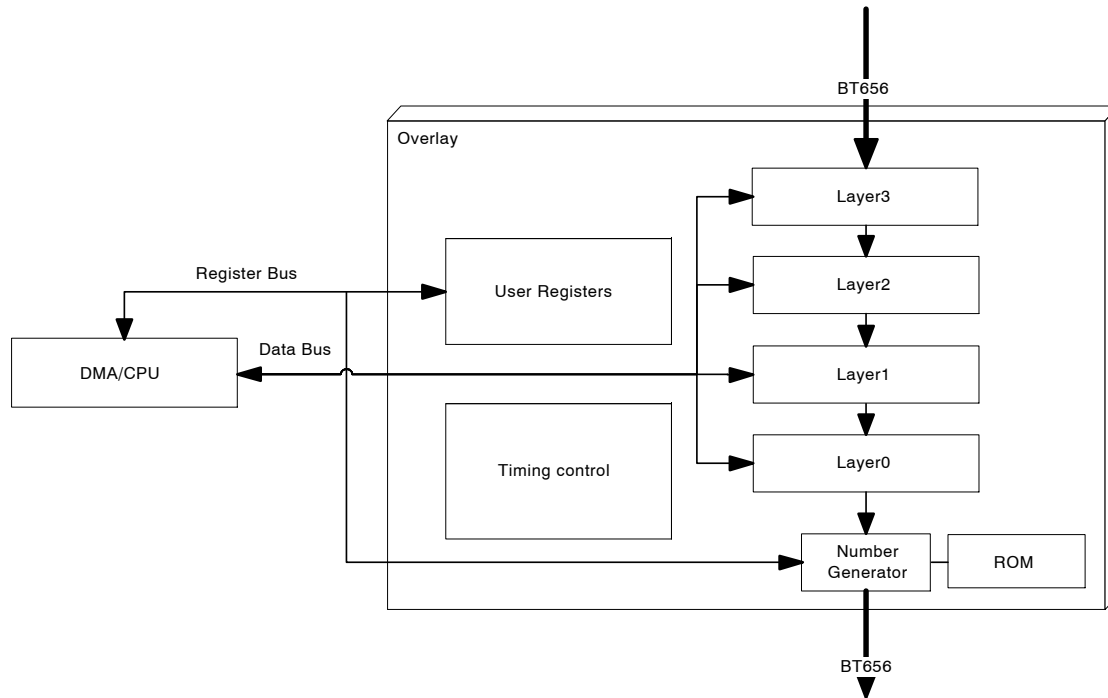 BT656
Overlay
Layer3
Register Bus
User Registers
Layer2
Data Bus
DMA/CPU
Layer1
Timing control
Layer0
Number
Generator
ROM
BT656